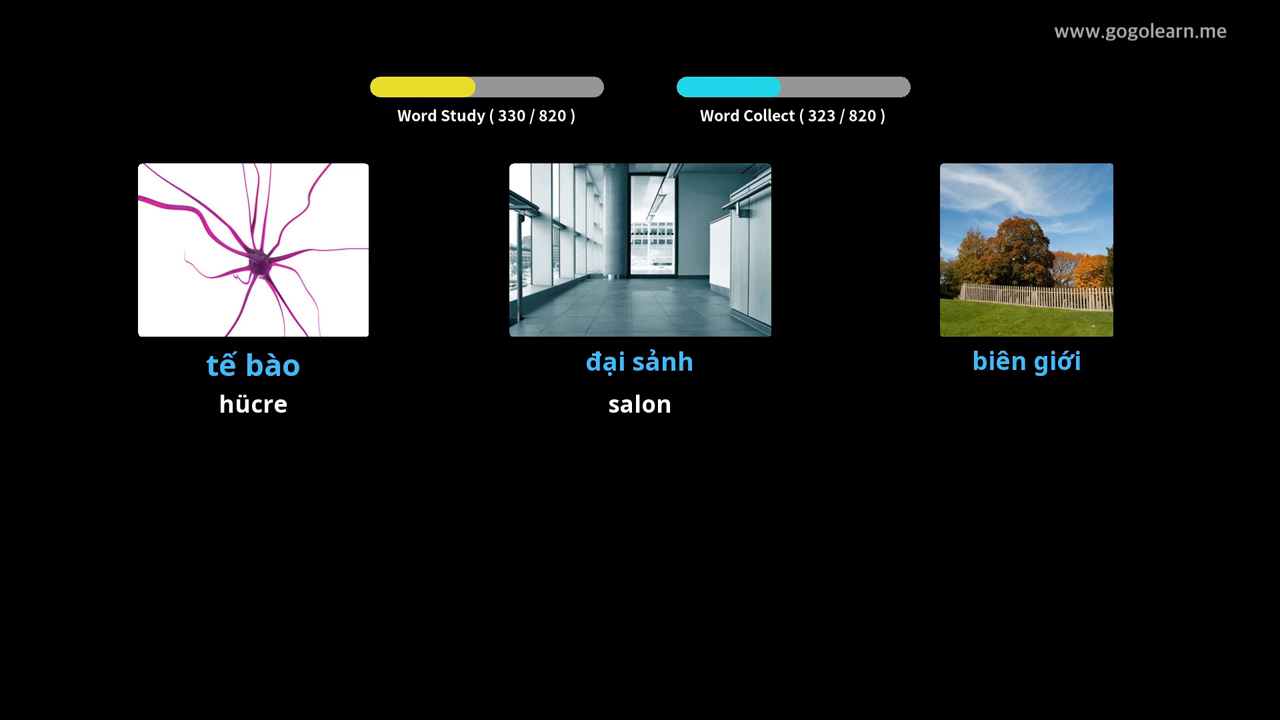 www.gogolearn.me
Word Study ( 330 / 820 )
Word Collect ( 323 / 820 )
tế bào
hücre
đại sảnh
salon
biên giới